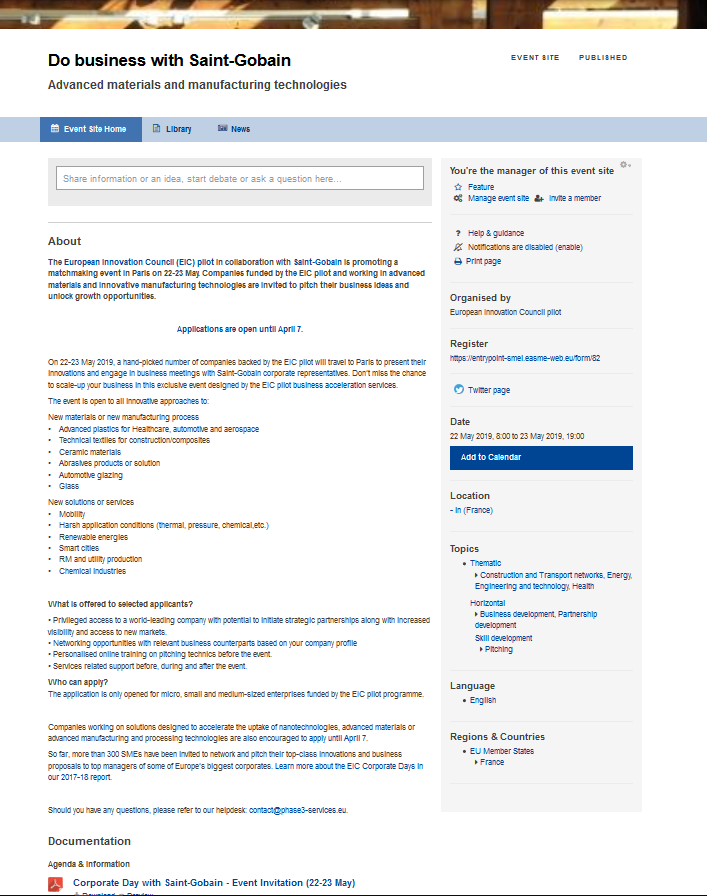 Do business with Saint-Gobain
EVENT SITE PUBLISHED
Advanced materials and manufacturing technologies
Event Site Home Library News
Share information or an idea, start debate or ask a question here...
About
The European Innovation Council (EIC) pilot in collaboration with Saint-Gobain is promoting a
matchmaking event in Paris on 22-23 May. Companies funded by the EIC pilot and working in advanced
materials and innovative manufacturing technologies are invited to pitch their business ideas and
unlock growth opportunities.
Applications are open until April 7.
On 22-23 May 2019, a hand-picked number of companies backed by the EIC pilot will travel to Paris to present their
innovations and engage in business meetings with Saint-Gobain corporate representatives. Don't miss the chance
to scale-up your business in this exclusive event designed by the EIC pilot business acceleration services.
The event is open to all innovative approaches to:
New materials or new manufacturing process
• Advanced plastics for Healthcare, automotive and aerospace
• Technical textiles for construction/composites
• Ceramic materials
• Abrasives products or solution
• Automotive glazing
• Glass
New solutions or services
• Mobility
• Harsh application conditions (thermal, pressure, chemical,etc.)
• Renewable energies
• Smart cities
• RM and utility production
• Chemical industries
What is offered to selected applicants?
• Privileged access to a world-leading company with potential to initiate strategic partnerships along with increased
visibility and access to new markets.
• Networking opportunities with relevant business counterparts based on your company profile
• Personalised online training on pitching technics before the event.
• Services related support before, during and after the event.
Who can apply?
The application is only opened for micro, small and medium-sized enterprises funded by the EIC pilot programme.
Companies working on solutions designed to accelerate the uptake of nanotechnologies, advanced materials or
advanced manufacturing and processing technologies are also encouraged to apply until April 7.
So far, more than 300 SMEs have been invited to network and pitch their top-class innovations and business
proposals to top managers of some of Europe's biggest corporates. Learn more about the EIC Corporate Days in
our 2017-18 report.
Should you have any questions, please refer to our helpdesk: contact@phase3-services.eu.
Documentation
Agenda & Information
Corporate Day with Saint-Gobain - Event Invitation (22-23 May)
Download Preview
You're the manager of this event site
Feature
Manage event site Invite a member
? Help & guidance
Notifications are disabled (enable)
Print page
Organised by
European Innovation Council pilot
Register
https://entrypoint-smei.easme-web.eu/form/82
Twitter page
Date
22 May 2019, 8:00 to 23 May 2019, 19:00
Add to Calendar
Location
- in (France)
Topics
• Thematic
Construction and Transport networks, Energy,
Engineering and technology, Health
Horizontal
Business development, Partnership
development
Skill development
Pitching
Language
• English
Regions & Countries
• EU Member States
France